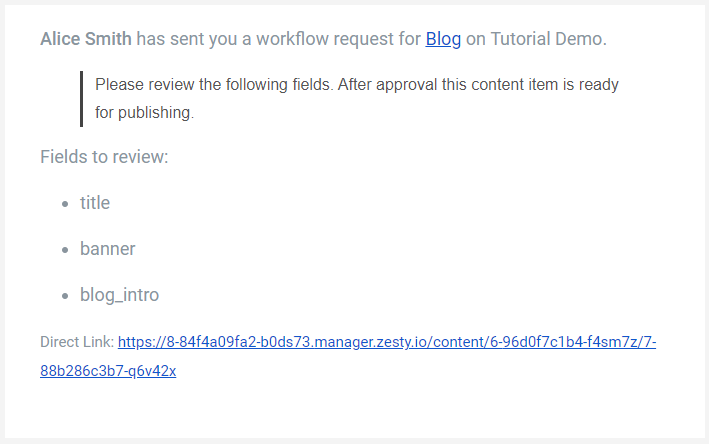 Alice Smith has sent you a workflow request for Blog on Tutorial Demo.
Please review the following fields. After approval this content item is ready
for publishing.
Fields to review:
• title
• banner
• blog_intro
Direct Link: https://8-84f4a09fa2-b0ds73.manager.zesty.io/content/6-96d0f7c1b4-f4sm7z/7-
88b286c3b7-q6v42x